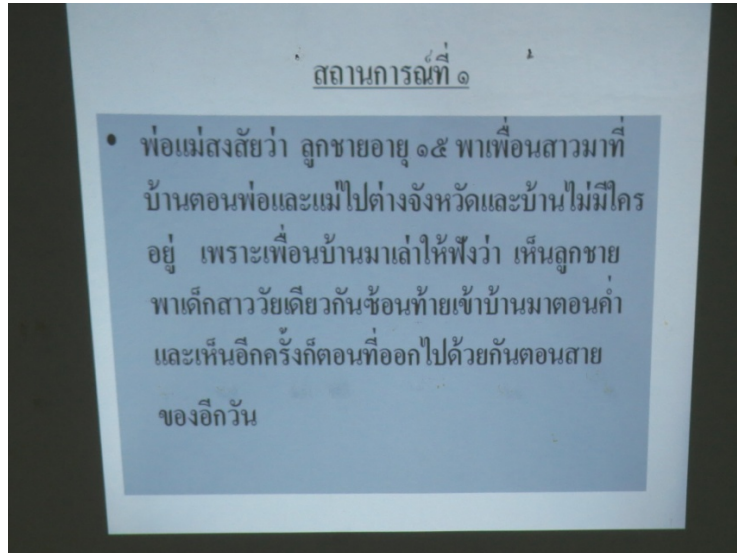 สถานการณ์ที่ ๑
• พ่อแม่สงสัยว่า ลูกชายอายุ ๑๕ พาเพื่อนสาวมาที่
บ้านตอนพ่อและแม่ไปต่างจังหวัดและบ้านไม่มีใคร
อยู่ เพราะเพื่อนบ้านมาเล่าให้ฟังว่า เห็นลูกชาย
พาเด็กสาววัยเดียวกันซ้อนท้ายเข้าบ้านมาตอนค่ำ
และเห็นอีกครั้งก็ตอนที่ออกไปด้วยกันตอนสาย
ของอีกวัน